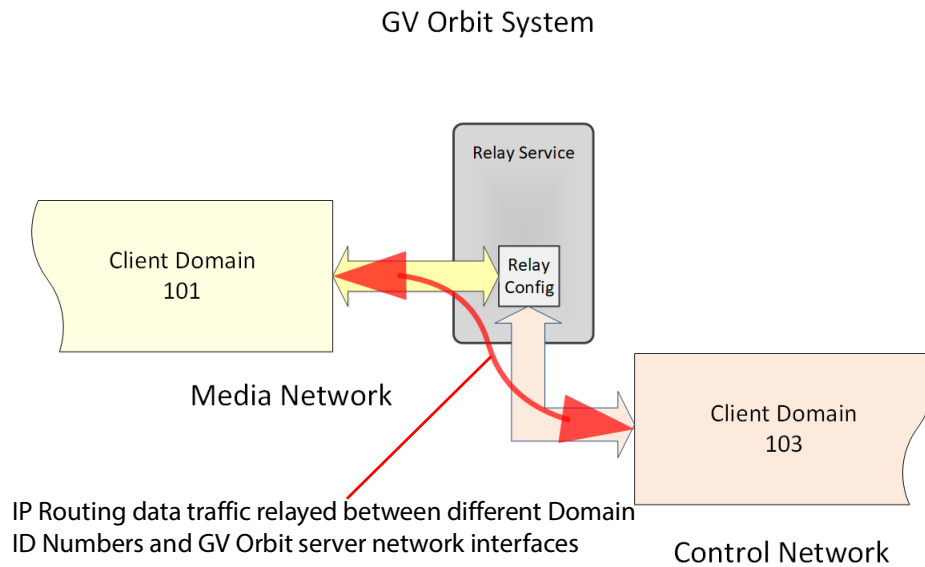 GV Orbit System
Relay Service
Client Domain
101
Relay
Config
Media Network
Client Domain
103
IP Routing data traffic relayed between different Domain
ID Numbers and GV Orbit server network interfaces
Control Network